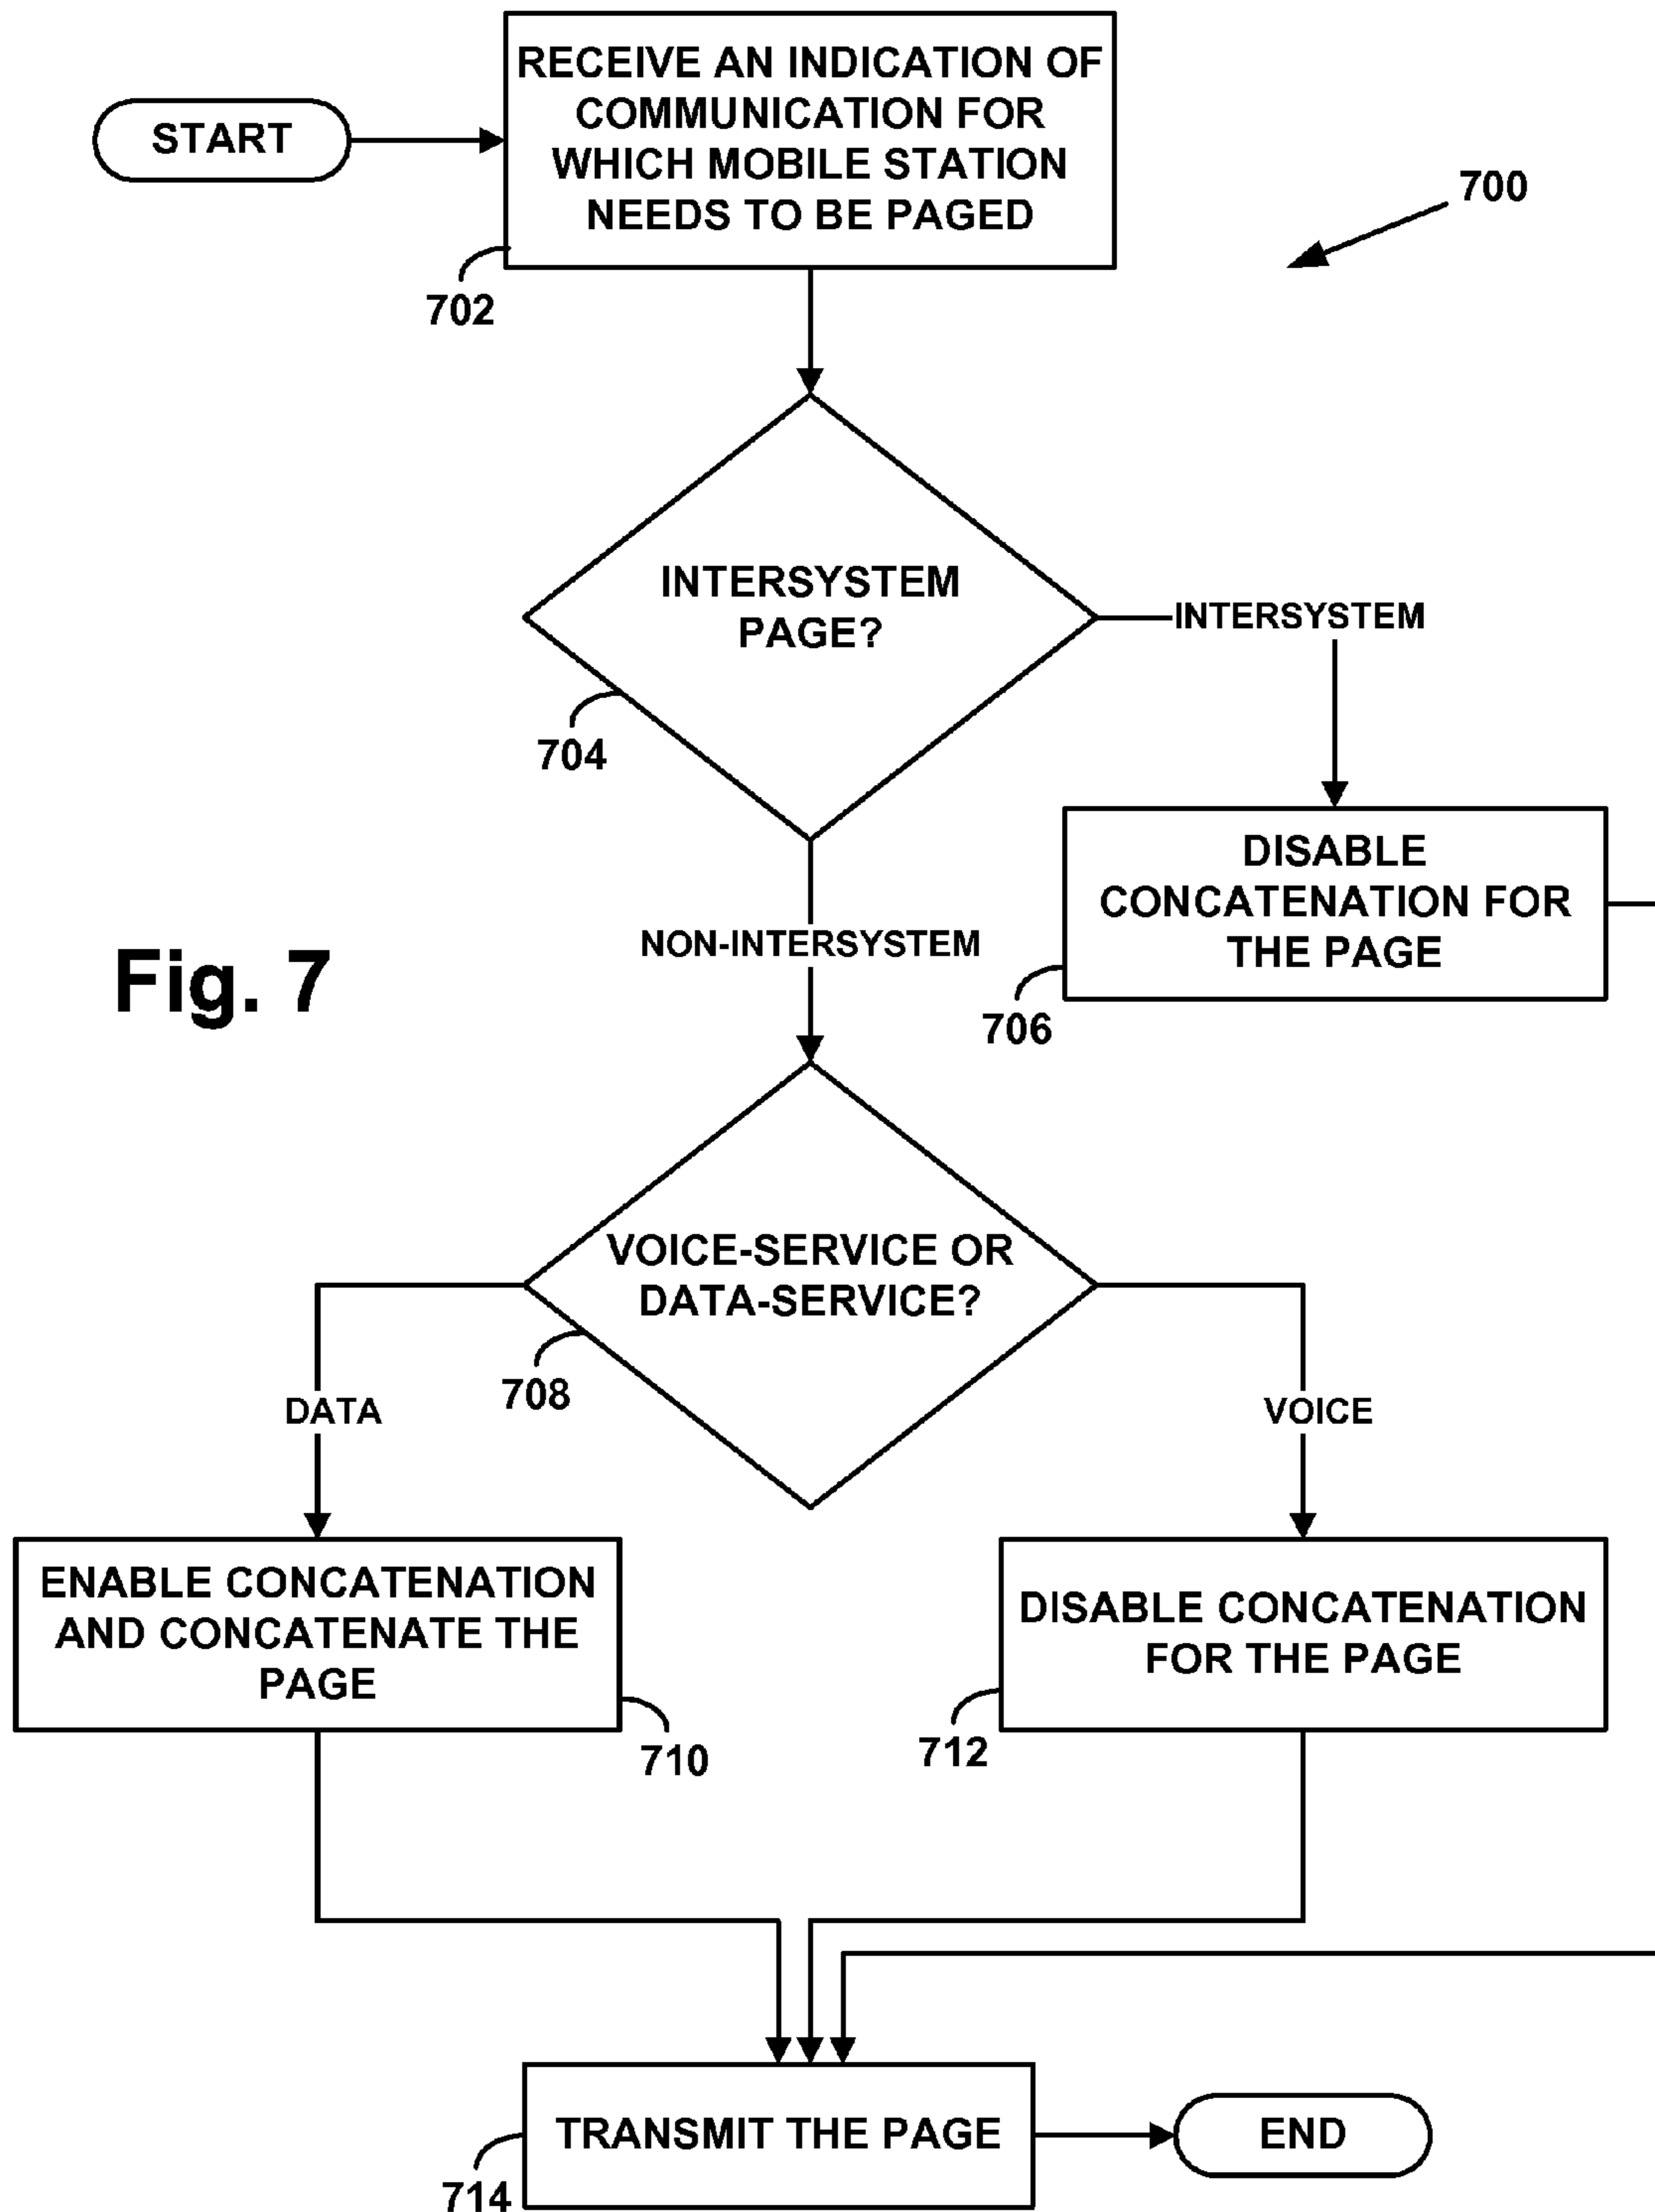 RECEIVE AN INDICATION OF
COMMUNICATION FOR
WHICH MOBILE STATION
NEEDS TO BE PAGED
START
700
702
INTERSYSTEM
PAGE?
INTERSYSTEM
704
DISABLE
CONCATENATION FOR
THE PAGE
NON-INTERSYSTEM
Fig. 7
706
VOICE-SERVICE OR
DATA-SERVICE?
708
DATA
VOICE
ENABLE CONCATENATION
AND CONCATENATE THE
PAGE
DISABLE CONCATENATION
FOR THE PAGE
710
712
TRANSMIT THE PAGE
END
714